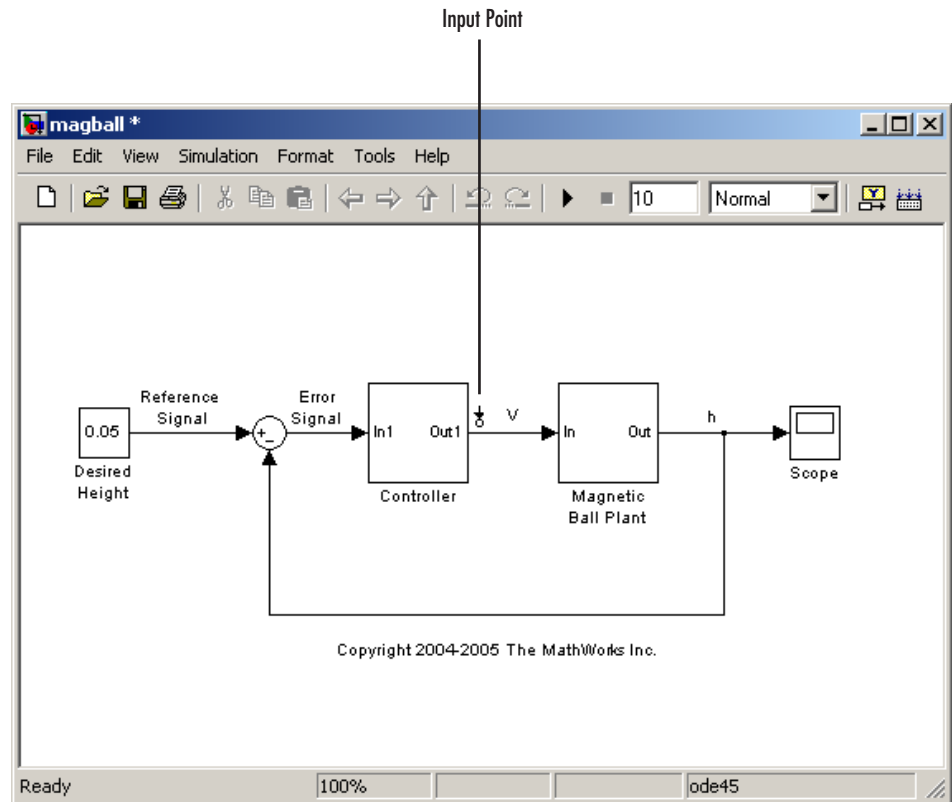 Input Point
magball *
File Edit View Simulation Format Tools Help
10 Normal
Reference
Signal
Error
Signal
0.05
+
-
In1 Out1
V
In Out
h
Desired
Height
Controller
Magnetic
Ball Plant
Scope
Copyright 2004-2005 The MathWorks Inc.
Ready 100% ode45